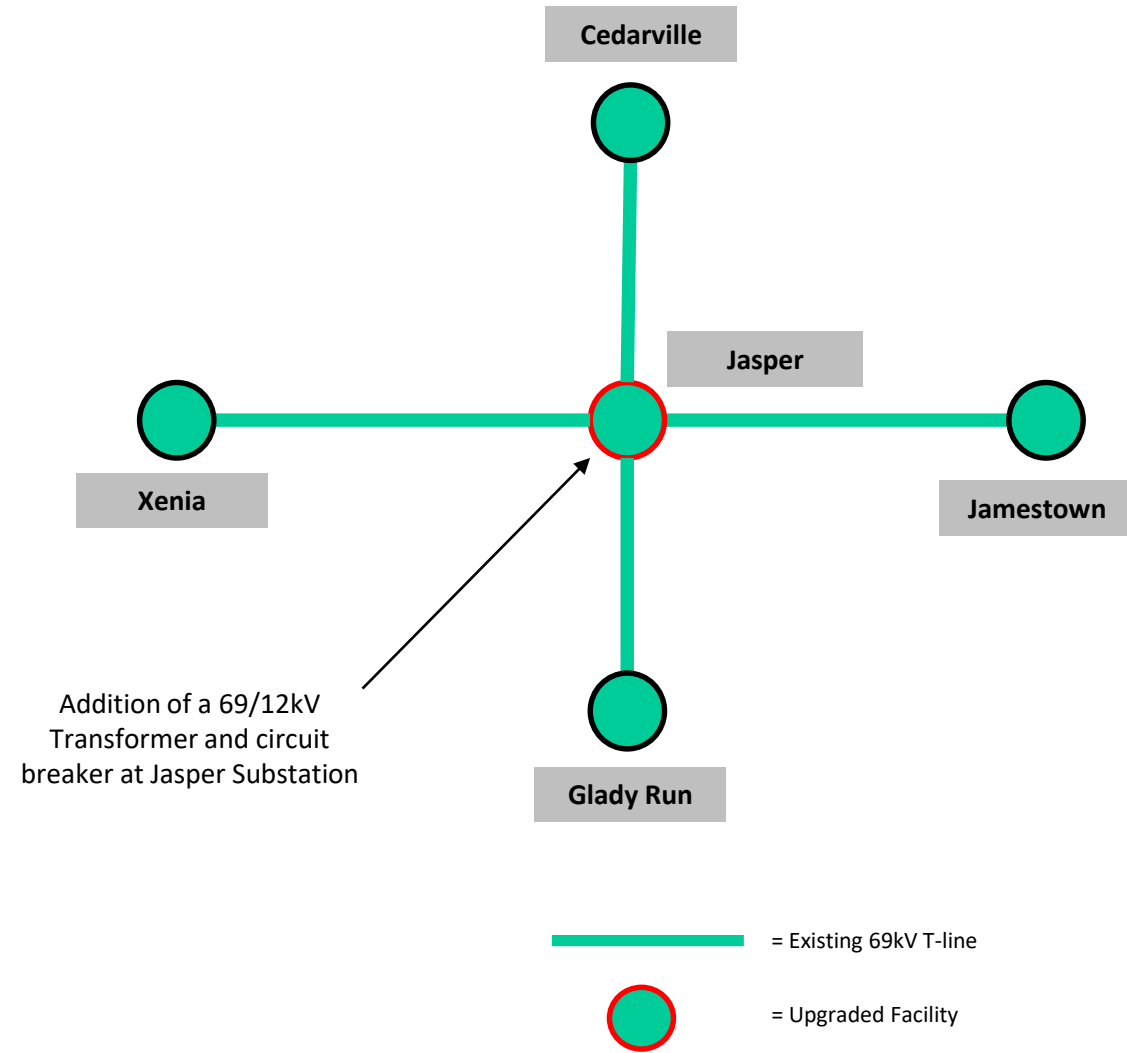 Cedarville
Jasper
Xenia
Jamestown
Addition of a 69/12kV
Transformer and circuit
breaker at Jasper Substation
Glady Run
= Existing 69kV T-line
= Upgraded Facility